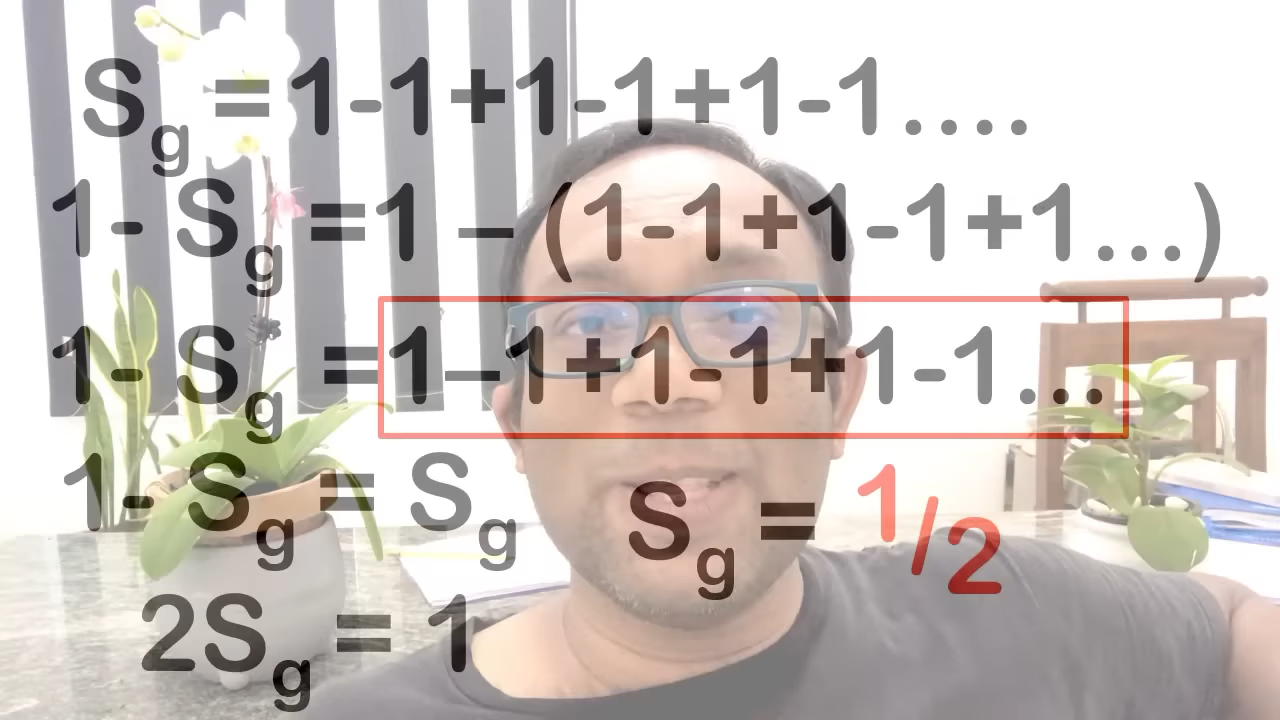 Sg = 1-1+1-1+1-1....
1- Sg =1 – (1-1+1-1+1...)
1- Sg =1–1+1-1+1-1...
1- Sg = Sg Sg = 1/2
2Sg = 1